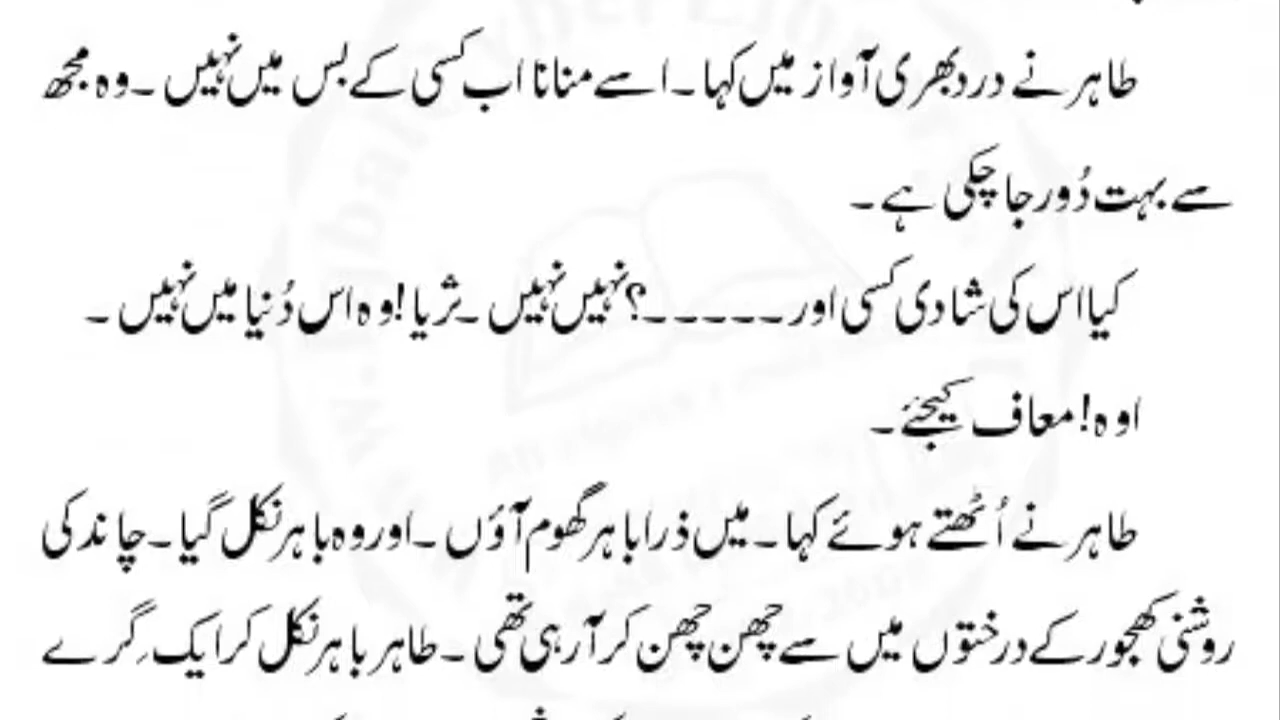 طاہر نے درد بھری آواز میں کہا۔ اسے منانا اب کسی کے بس میں نہیں۔ وہ مجھ
سے بہت دُور جا چکی ہے۔
کیا اس کی شادی کسی اور ۔۔۔۔۔؟ نہیں نہیں۔ ثریا! وہ اس دُنیا میں نہیں۔
اوہ! معاف کیجئے۔
طاہر نے اُٹھتے ہوئے کہا۔ میں ذرا باہر گھوم آؤں۔ اور وہ باہر نکل گیا۔ چاند کی
روشنی کھجور کے درختوں میں سے چھن چھن کر آ رہی تھی۔ طاہر باہر نکل کر ایک گِرے